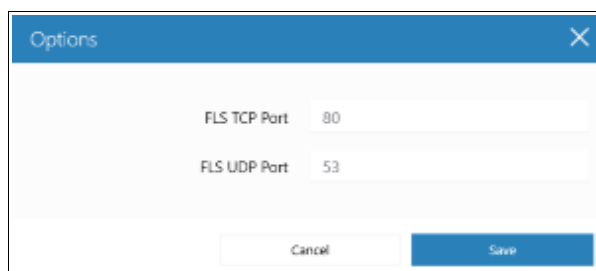 Options
FLS TCP Port 80
FLS UDP Port 53
Cancel Save